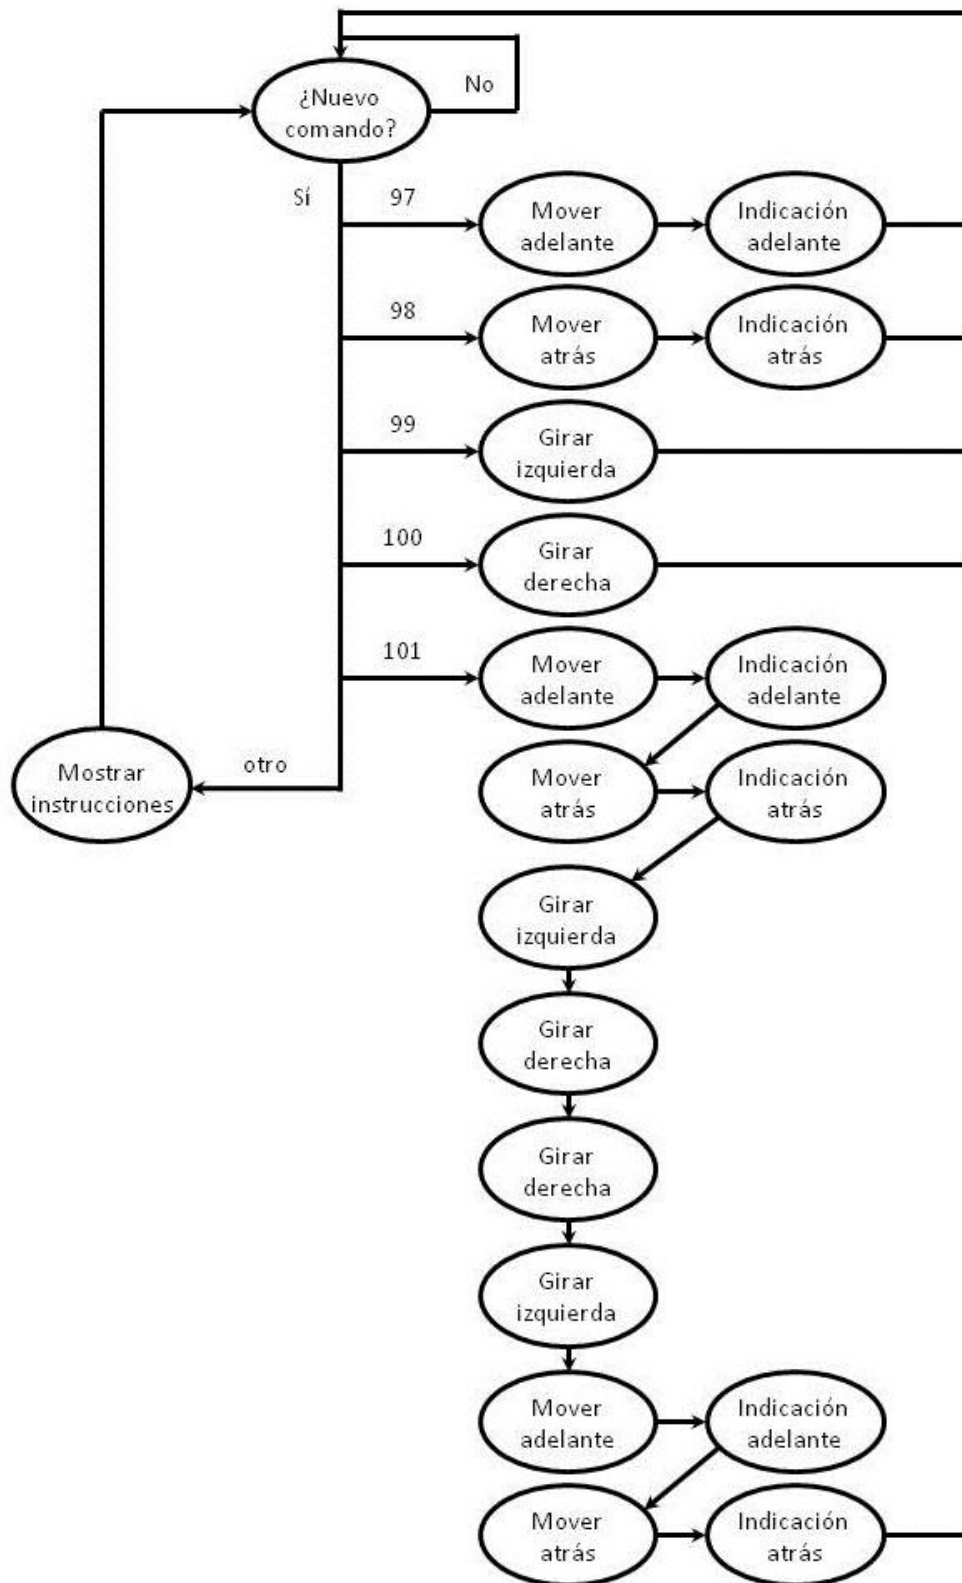 ¿Nuevo
comando?
No
Sí
97
Mover
adelante
Indicación
adelante
98
Mover
atrás
Indicación
atrás
99
Girar
izquierda
100
Girar
derecha
101
Mover
adelante
Indicación
adelante
otro
Mostrar
instrucciones
Mover
atrás
Indicación
atrás
Girar
izquierda
Girar
derecha
Girar
derecha
Girar
izquierda
Mover
adelante
Indicación
adelante
Mover
atrás
Indicación
atrás